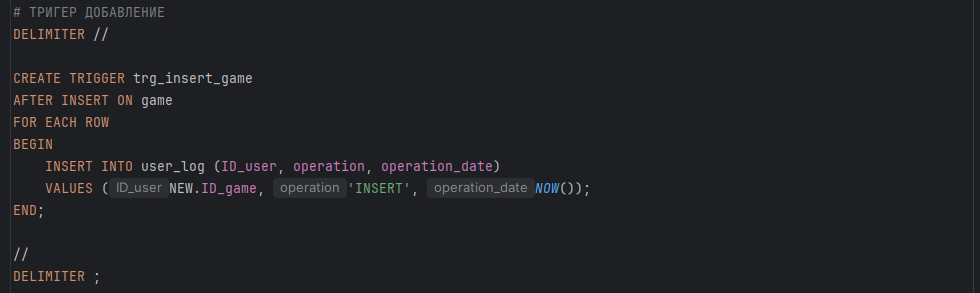 # ТРИГЕР ДОБАВЛЕНИЕ
DELIMITER //
CREATE TRIGGER trg_insert_game
AFTER INSERT ON game
FOR EACH ROW
BEGIN
INSERT INTO user_log (ID_user, operation, operation_date)
VALUES ( ID_user NEW.ID_game, operation 'INSERT', operation_date NOW());
END;
//
DELIMITER ;